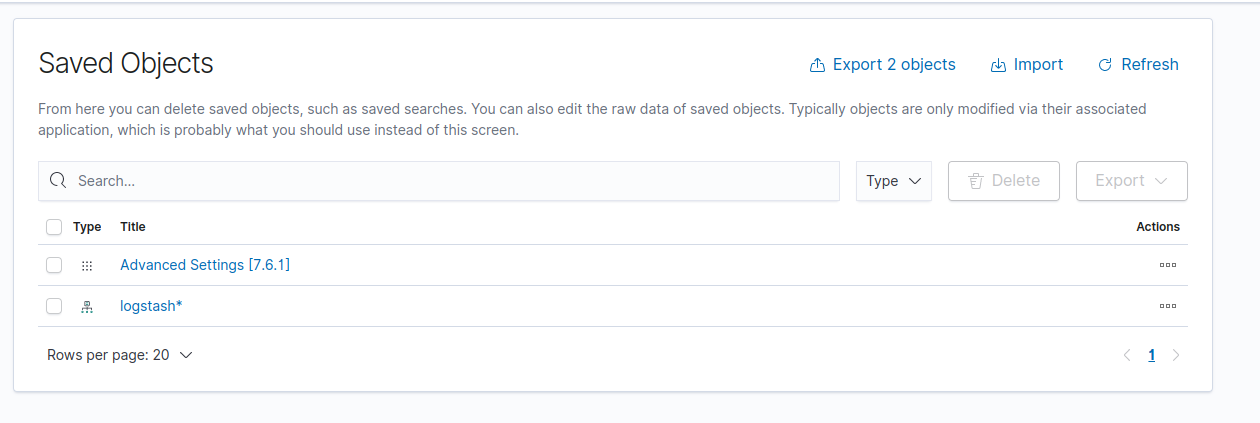 Saved Objects
Export 2 objects
Import
Refresh
From here you can delete saved objects, such as saved searches. You can also edit the raw data of saved objects. Typically objects are only modified via their associated
application, which is probably what you should use instead of this screen.
Search...
Type
Delete
Export
Type Title Actions
Advanced Settings [7.6.1]
logstash*
Rows per page: 20
1